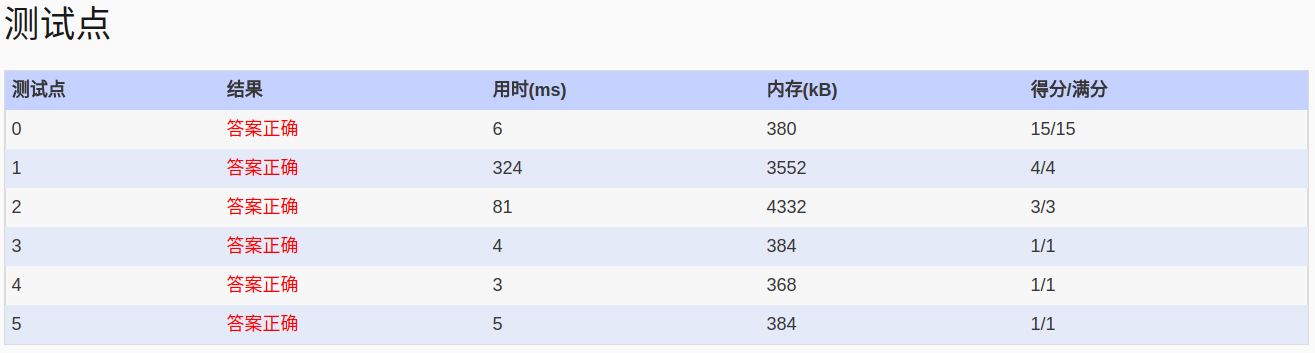 测试点
测试点 结果 用时(ms) 内存(kB) 得分/满分
0 答案正确 6 380 15/15
1 答案正确 324 3552 4/4
2 答案正确 81 4332 3/3
3 答案正确 4 384 1/1
4 答案正确 3 368 1/1
5 答案正确 5 384 1/1